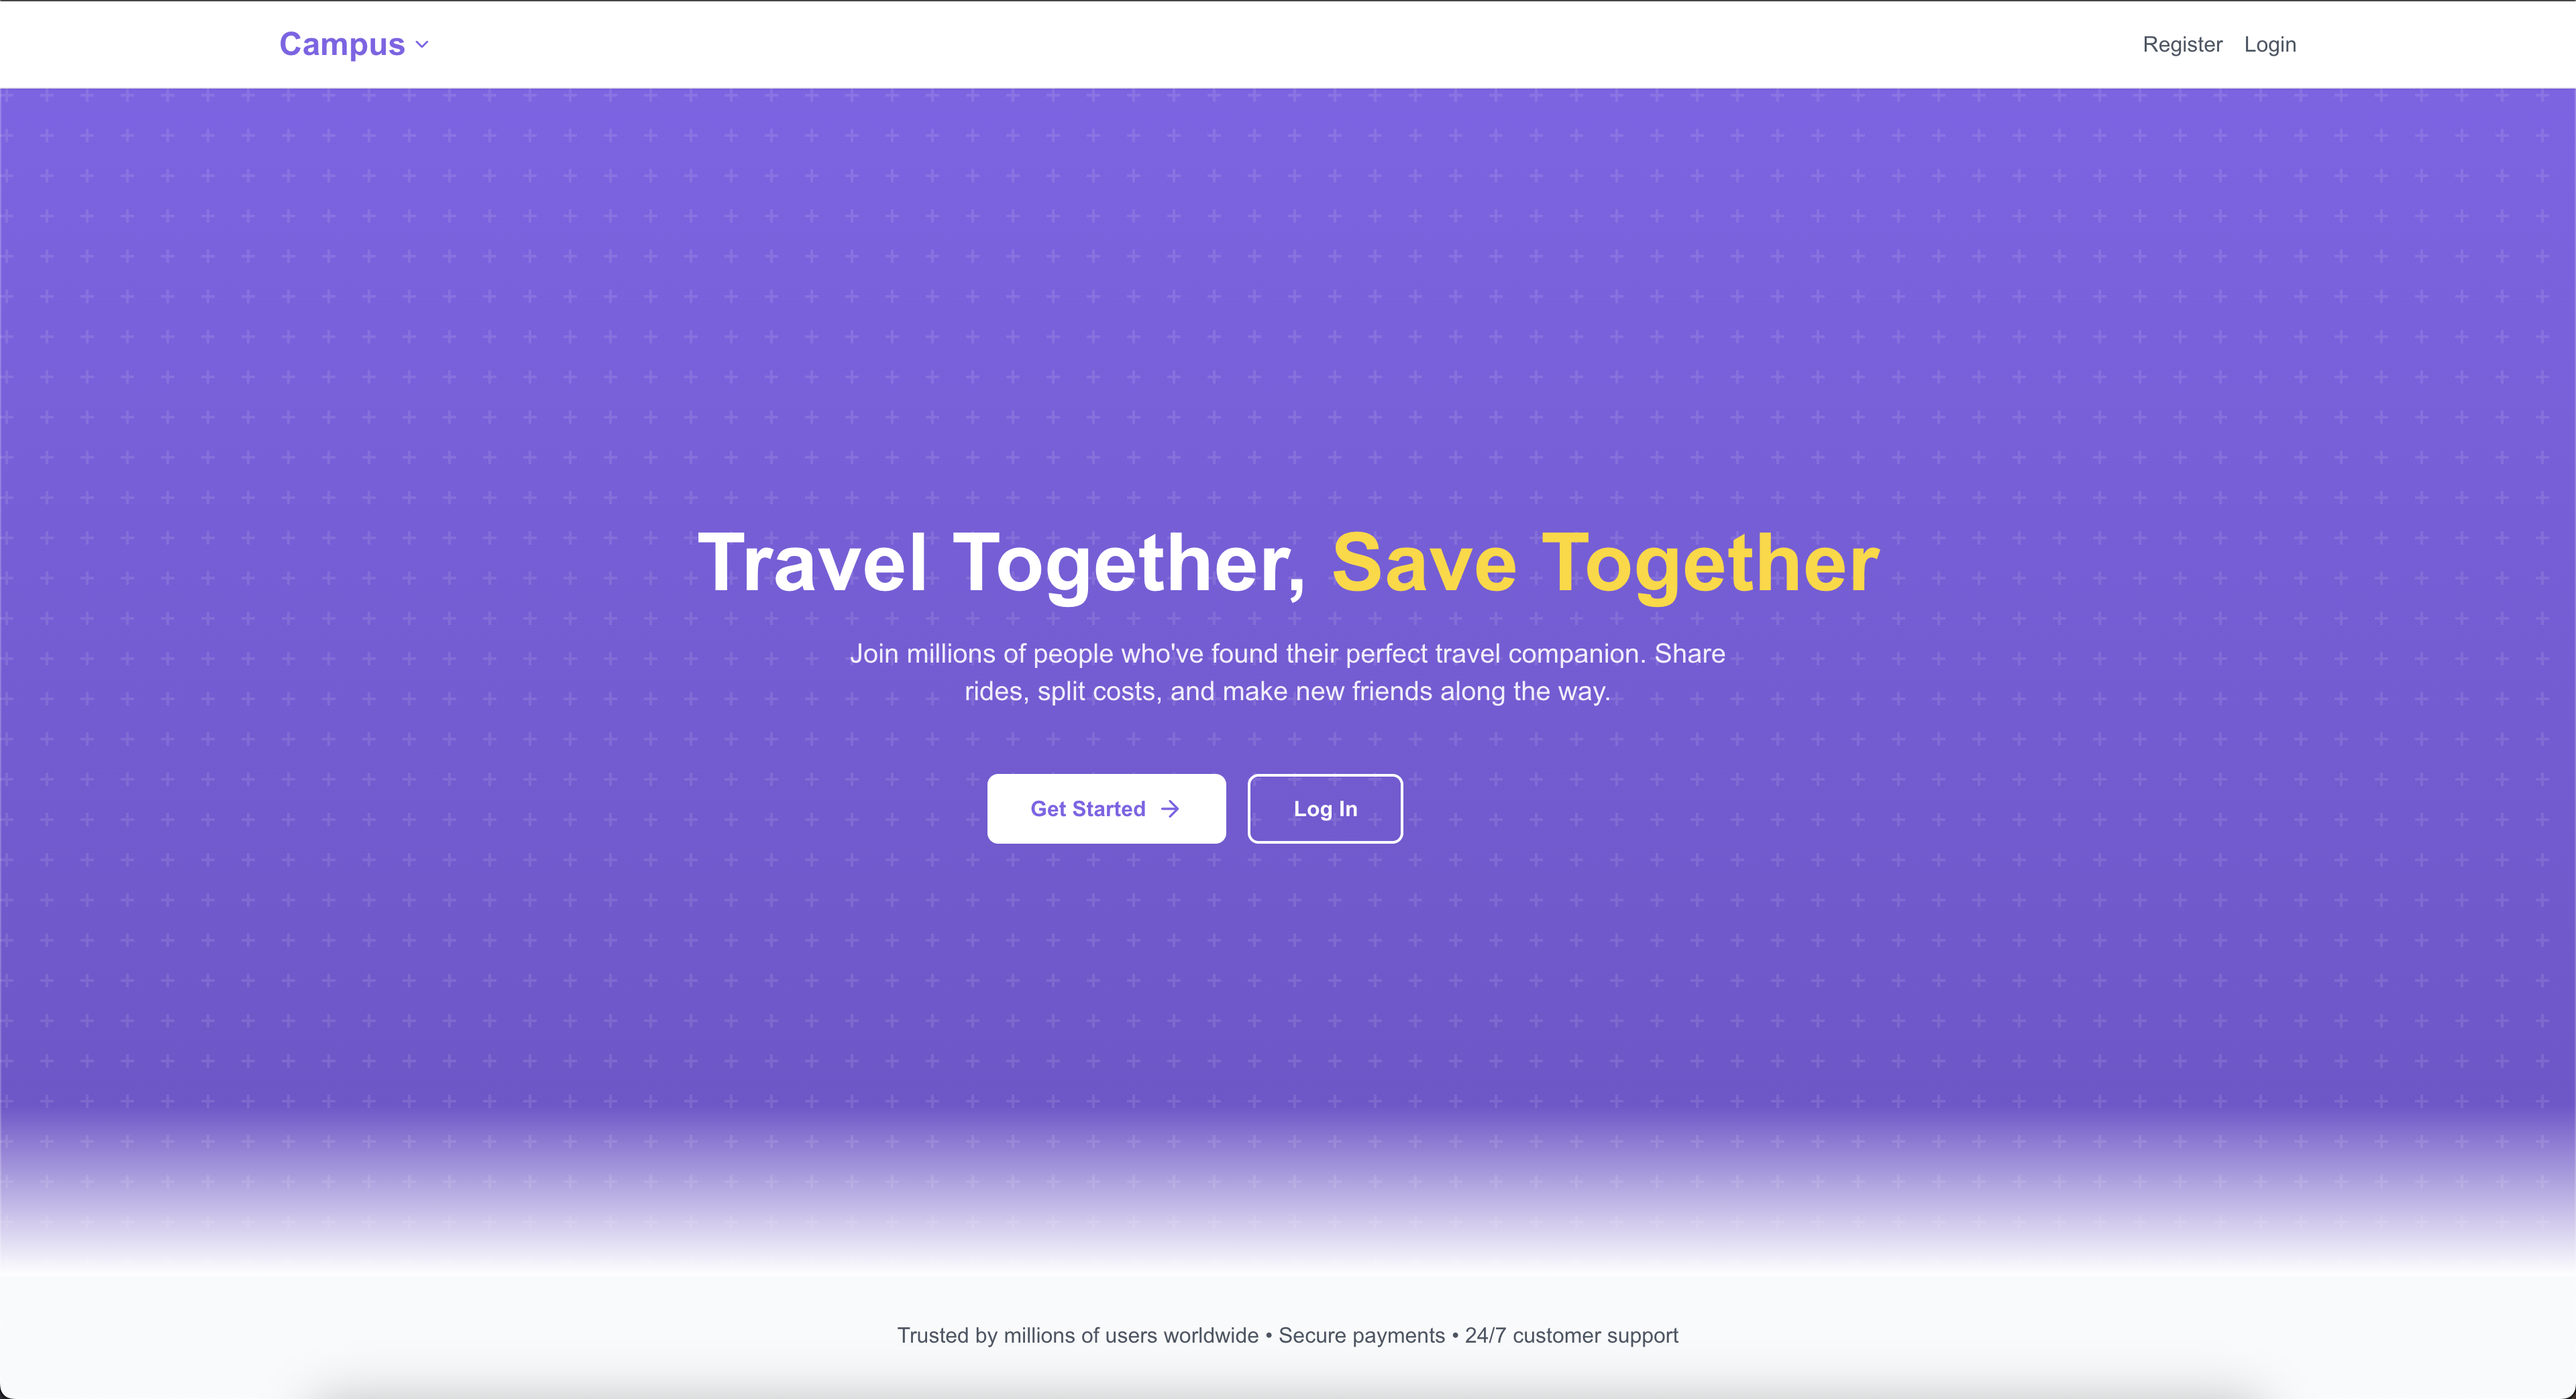 Campus
Register Login
Travel Together, Save Together
Join millions of people who've found their perfect travel companion. Share
rides, split costs, and make new friends along the way.
Get Started
Log In
Trusted by millions of users worldwide • Secure payments • 24/7 customer support